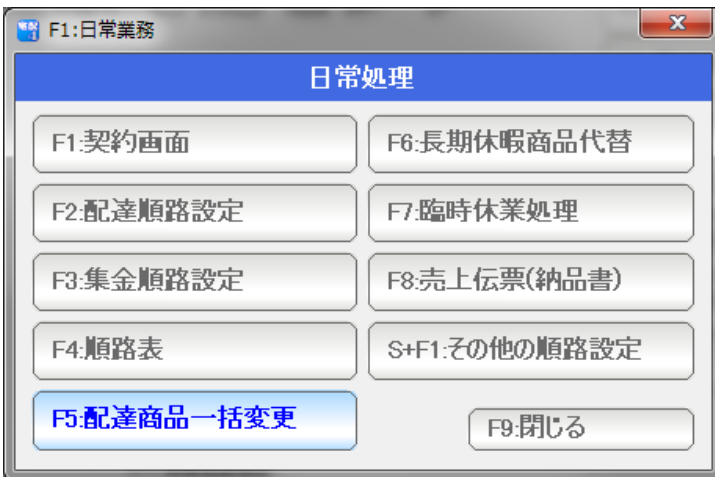 F1:日常業務
日常処理
F1:契約画面
F2:配達順路設定
F3:集金順路設定
F4:順路表
F5:配達商品一括変更
F6:長期休暇商品代替
F7:臨時休業処理
F8:売上伝票(納品書)
S+F1:その他の順路設定
F9:閉じる